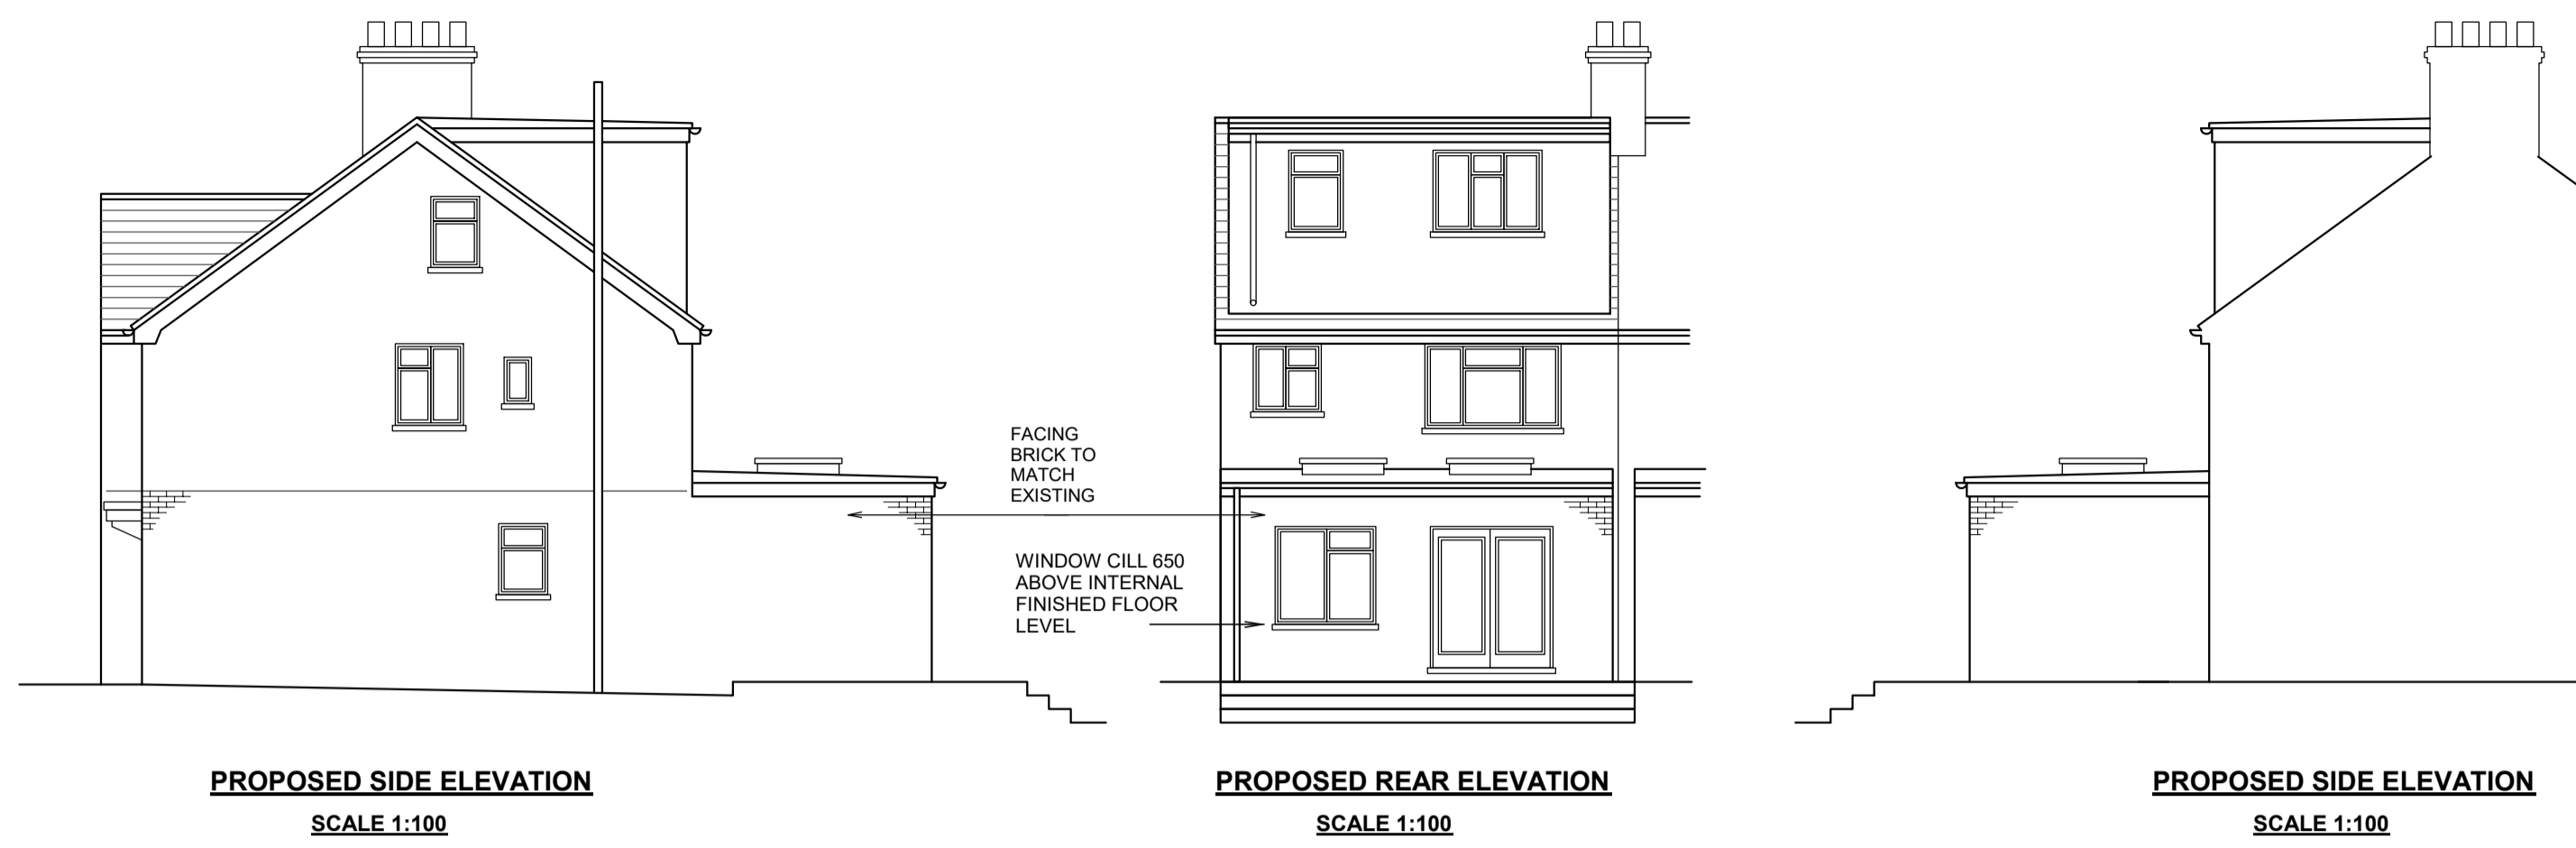 FACING
BRICK TO
MATCH
EXISTING
WINDOW CILL 650
ABOVE INTERNAL
FINISHED FLOOR
LEVEL
PROPOSED SIDE ELEVATION
SCALE 1:100
PROPOSED REAR ELEVATION
SCALE 1:100
PROPOSED SIDE ELEVATION
SCALE 1:100